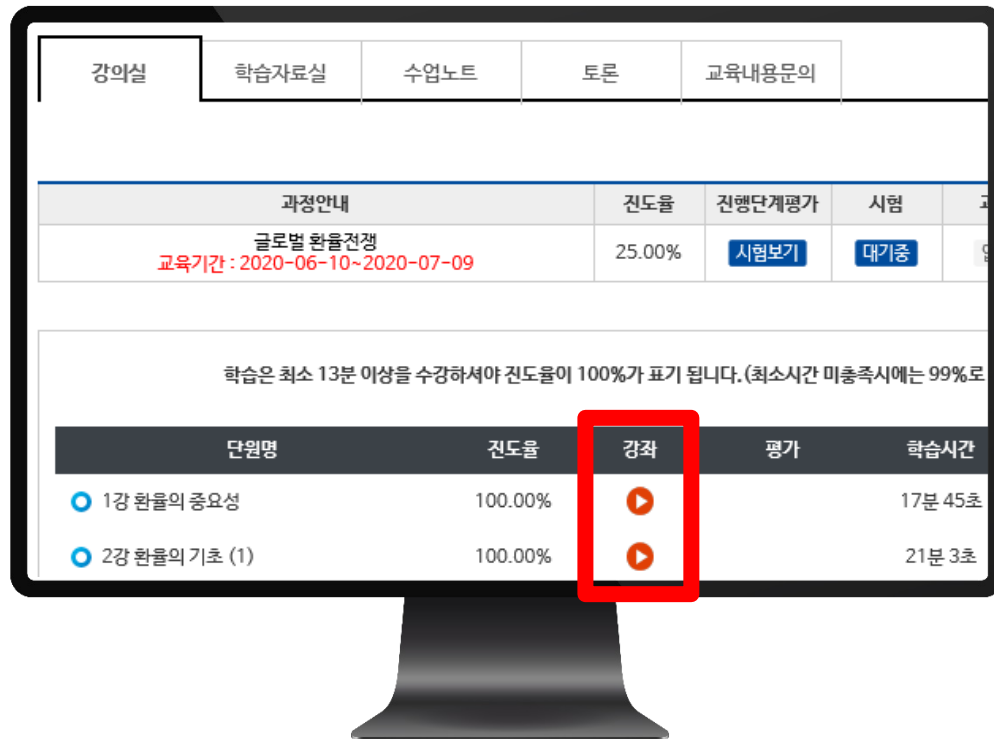 강의실 학습자료실 수업노트 토론 교육내용문의
과정안내 진도율 진행단계평가 시험
글로벌 환율전쟁
교육기간 : 2020-06-10~2020-07-09 25.00% 시험보기 대기중
학습은 최소 13분 이상을 수강하셔야 진도율이 100%가 표기 됩니다.(최소시간 미충족시에는 99%로
단원명 진도율 강좌 평가 학습시간
1강 환율의 중요성 100.00% 17분 45초
2강 환율의 기초 (1) 100.00% 21분 3초